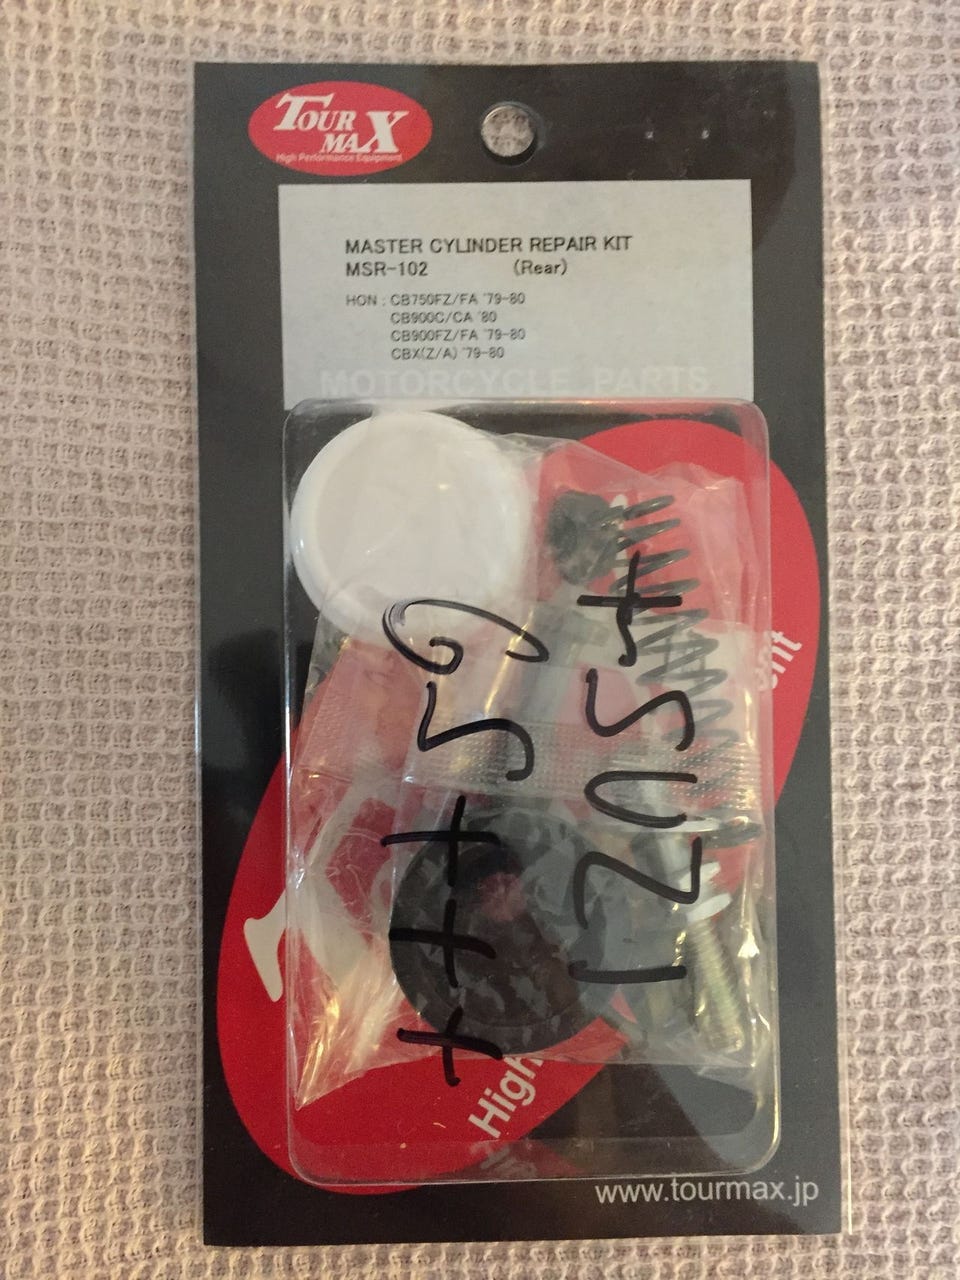 TOUR MAX
High Performance Equipment
MASTER CYLINDER REPAIR KIT
MSR-102 (Rear)
HON : CB750FZ/FA '79-80
CB900C/CA '80
CB900FZ/FA '79-80
CBX(Z/A) '79-80
MOTORCYCLE PARTS
High
www.tourmax.jp